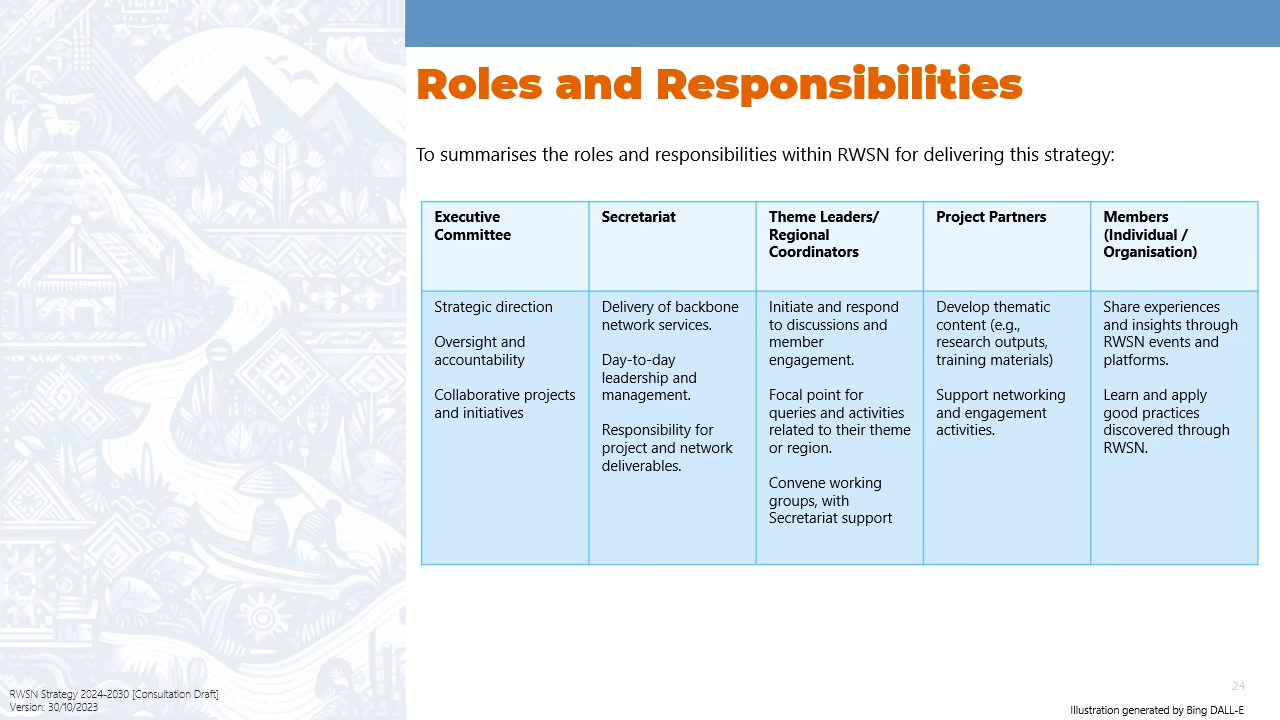 Roles and Responsibilities
To summarises the roles and responsibilities within RWSN for delivering this strategy:
Executive
Committee
Secretariat
Theme Leaders/
Regional
Coordinators
Project Partners
Members
(Individual /
Organisation)
Strategic direction
Oversight and
accountability
Collaborative projects
and initiatives
Delivery of backbone
network services.
Day-to-day
leadership and
management.
Responsibility for
project and network
deliverables.
Initiate and respond
to discussions and
member
engagement.
Focal point for
queries and activities
related to their theme
or region.
Convene working
groups, with
Secretariat support
Develop thematic
content (e.g.,
research outputs,
training materials)
Support networking
and engagement
activities.
Share experiences
and insights through
RWSN events and
platforms.
Learn and apply
good practices
discovered through
RWSN.
RWSN Strategy 2024-2030 [Consultation Draft]
Version: 30/10/2023
24
Illustration generated by Bing DALL-E